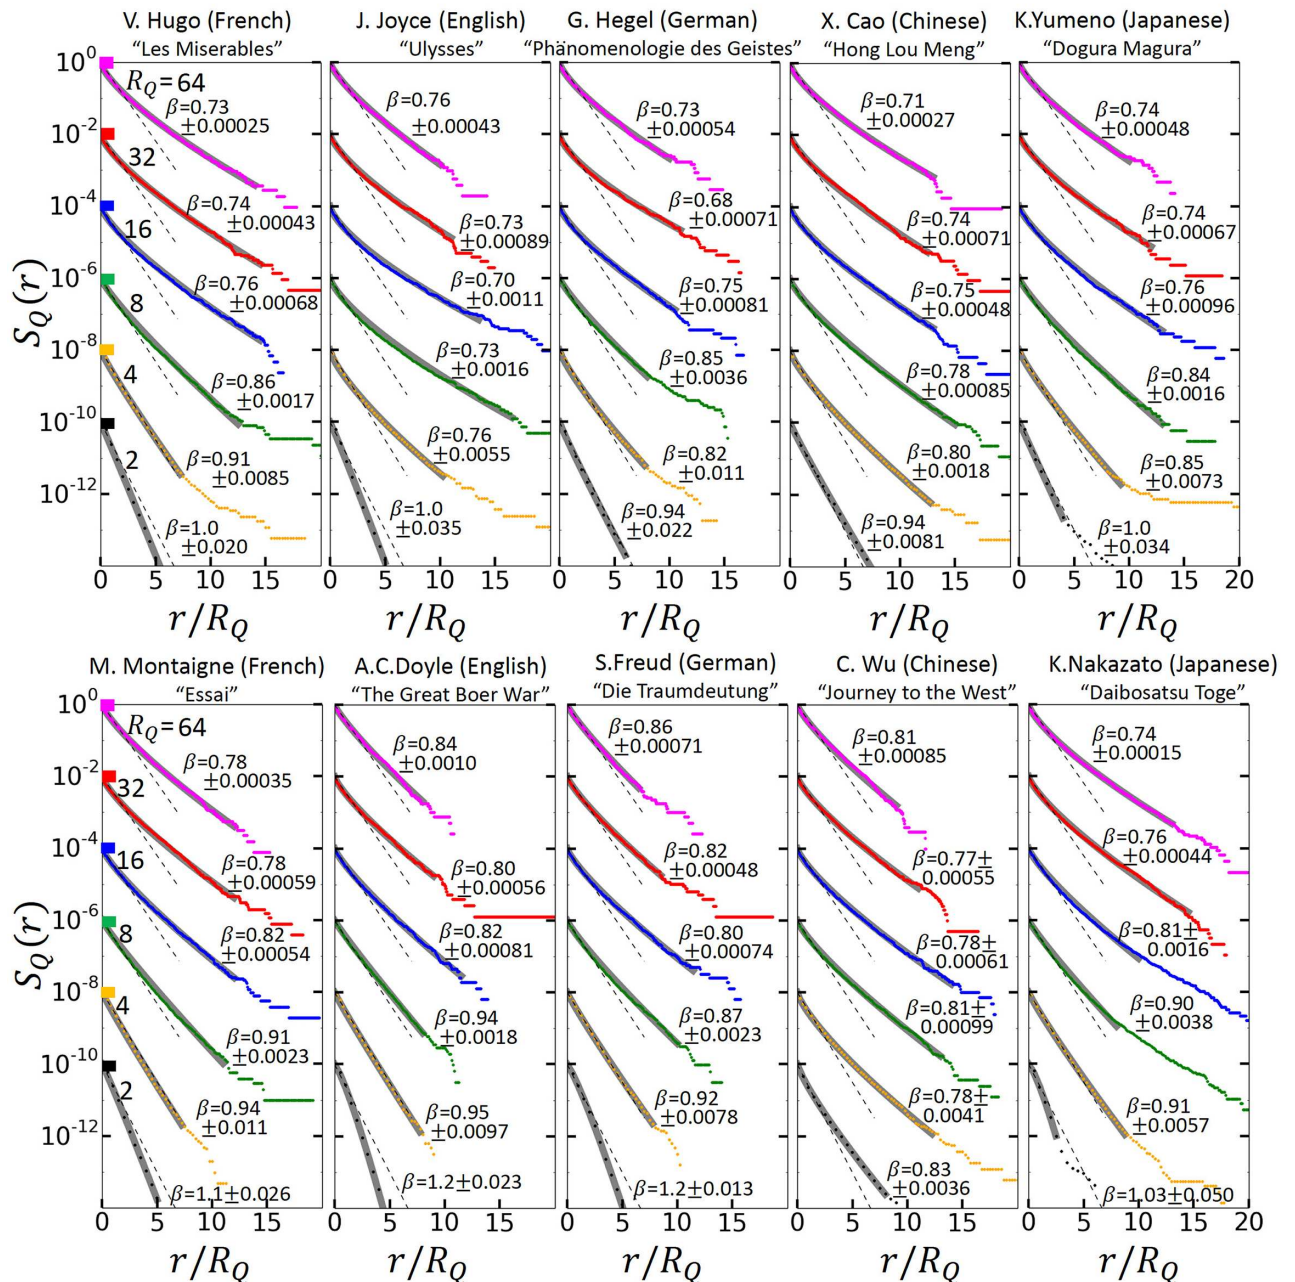 V. Hugo (French)
“Les Miserables”
J. Joyce (English)
“Ulysses”
G. Hegel (German)
“Phänomenologie des Geistes”
X. Cao (Chinese)
“Hong Lou Meng”
K.Yumeno (Japanese)
“Dogura Magura”
S_Q(r)
10^0
10^-2
10^-4
10^-6
10^-8
10^-10
10^-12
R_Q=64
32
16
8
4
2
β=0.73
±0.00025
β=0.74
±0.00043
β=0.76
±0.00068
β=0.86
±0.0017
β=0.91
±0.0085
β=1.0
±0.020
β=0.76
±0.00043
β=0.73
±0.00089
β=0.70
±0.0011
β=0.73
±0.0016
β=0.76
±0.0055
β=1.0
±0.035
β=0.73
±0.00054
β=0.68
±0.00071
β=0.75
±0.00081
β=0.85
±0.0036
β=0.82
±0.011
β=0.94
±0.022
β=0.71
±0.00027
β=0.74
±0.00071
β=0.75
±0.00048
β=0.78
±0.00085
β=0.80
±0.0018
β=0.94
±0.0081
β=0.74
±0.00048
β=0.74
±0.00067
β=0.76
±0.00096
β=0.84
±0.0016
β=0.85
±0.0073
β=1.0
±0.034
0 5 10 15
0 5 10 15
0 5 10 15
0 5 10 15
0 5 10 15 20
r/R_Q
r/R_Q
r/R_Q
r/R_Q
r/R_Q
M. Montaigne (French)
“Essai”
A.C.Doyle (English)
“The Great Boer War”
S.Freud (German)
“Die Traumdeutung”
C. Wu (Chinese)
“Journey to the West”
K.Nakazato (Japanese)
“Daibosatsu Toge”
S_Q(r)
10^0
10^-2
10^-4
10^-6
10^-8
10^-10
10^-12
R_Q=64
32
16
8
4
2
β=0.78
±0.00035
β=0.78
±0.00059
β=0.82
±0.00054
β=0.91
±0.0023
β=0.94
±0.011
β=1.1±0.026
β=0.84
±0.0010
β=0.80
±0.00056
β=0.82
±0.00081
β=0.94
±0.0018
β=0.95
±0.0097
β=1.2±0.023
β=0.86
±0.00071
β=0.82
±0.00048
β=0.80
±0.00074
β=0.87
±0.0023
β=0.92
±0.0078
β=1.2±0.013
β=0.81
±0.00085
β=0.77±
0.00055
β=0.78±
0.00061
β=0.81±
0.00099
β=0.78±
0.0041
β=0.83
±0.0036
β=0.74
±0.00015
β=0.76
±0.00044
β=0.81±
0.0016
β=0.90
±0.0038
β=0.91
±0.0057
β=1.03±0.050
0 5 10 15
0 5 10 15
0 5 10 15
0 5 10 15
0 5 10 15 20
r/R_Q
r/R_Q
r/R_Q
r/R_Q
r/R_Q